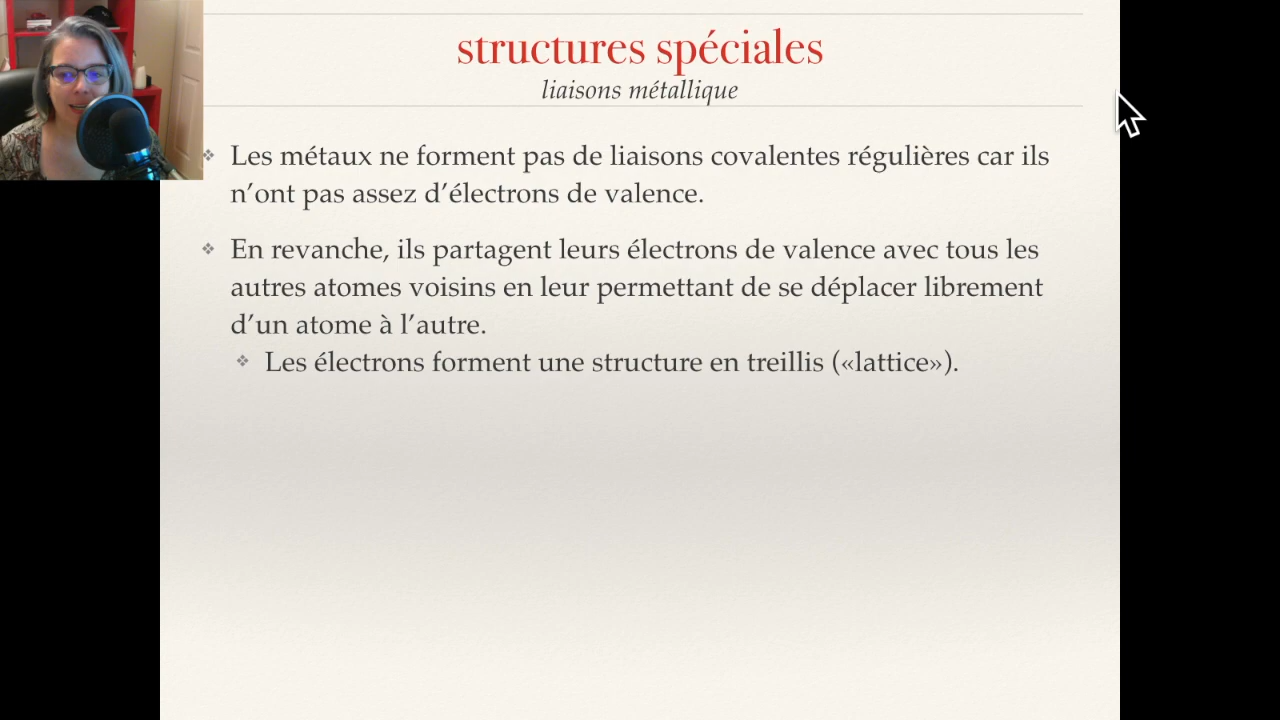 structures spéciales
liaisons métallique
Les métaux ne forment pas de liaisons covalentes régulières car ils
n’ont pas assez d’électrons de valence.
En revanche, ils partagent leurs électrons de valence avec tous les
autres atomes voisins en leur permettant de se déplacer librement
d’un atome à l’autre.
Les électrons forment une structure en treillis («lattice»).